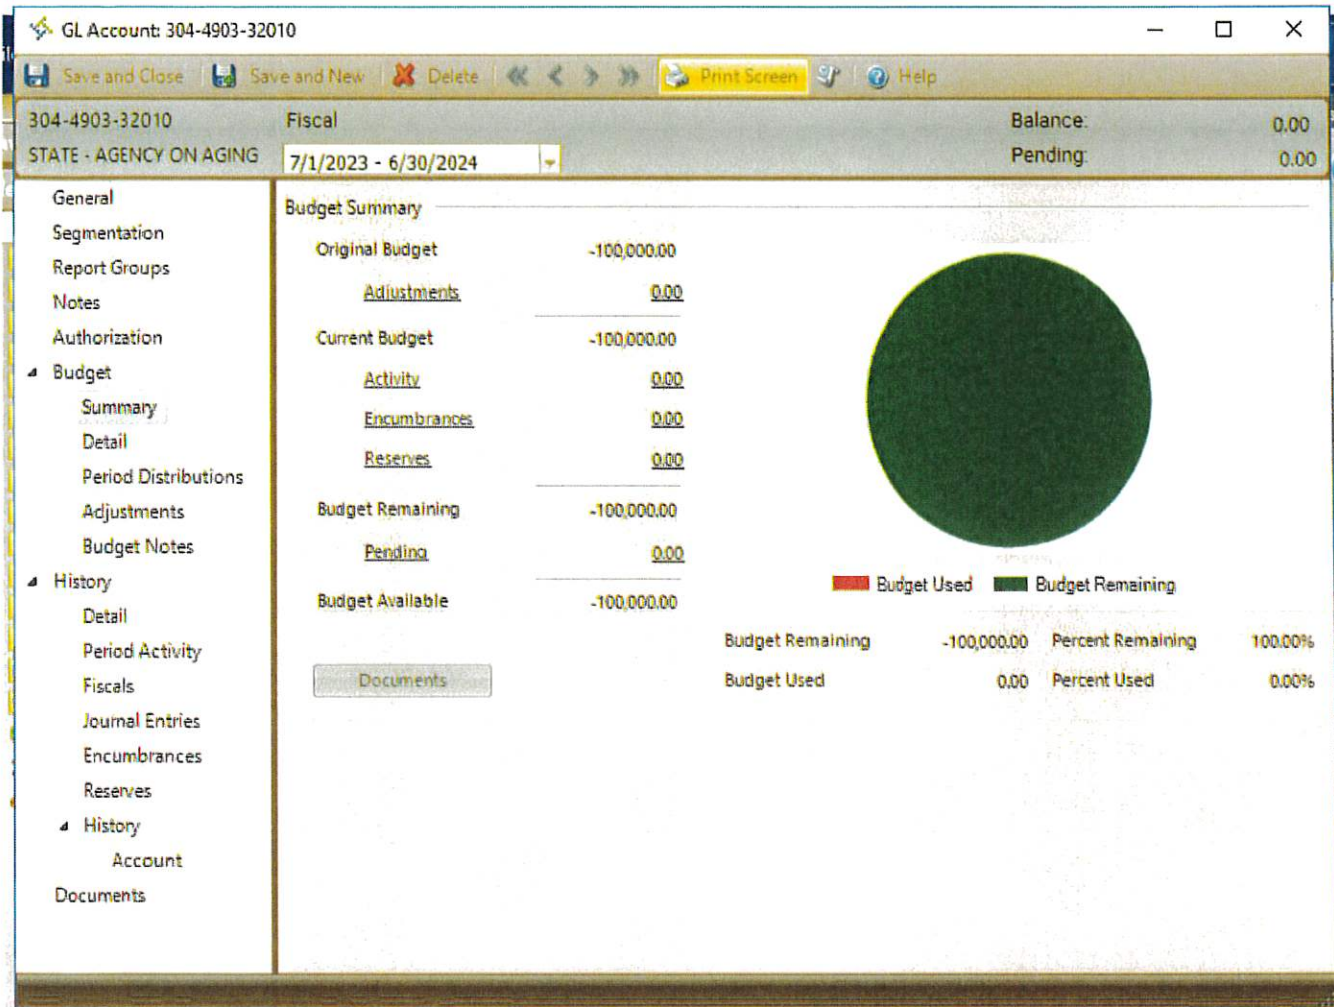 GL Account: 304-4903-32010
Save and Close Save and New Delete Print Screen Help
304-4903-32010 Fiscal Balance: 0.00
STATE - AGENCY ON AGING 7/1/2023 - 6/30/2024 Pending: 0.00
General
Segmentation
Report Groups
Notes
Authorization
Budget
Summary
Detail
Period Distributions
Adjustments
Budget Notes
History
Detail
Period Activity
Fiscals
Journal Entries
Encumbrances
Reserves
History
Account
Documents
Budget Summary
Original Budget -100,000.00
Adjustments 0.00
Current Budget -100,000.00
Activity 0.00
Encumbrances 0.00
Reserves 0.00
Budget Remaining -100,000.00
Pending 0.00
Budget Available -100,000.00
Documents
Budget Used Budget Remaining
Budget Remaining -100,000.00 Percent Remaining 100.00%
Budget Used 0.00 Percent Used 0.00%